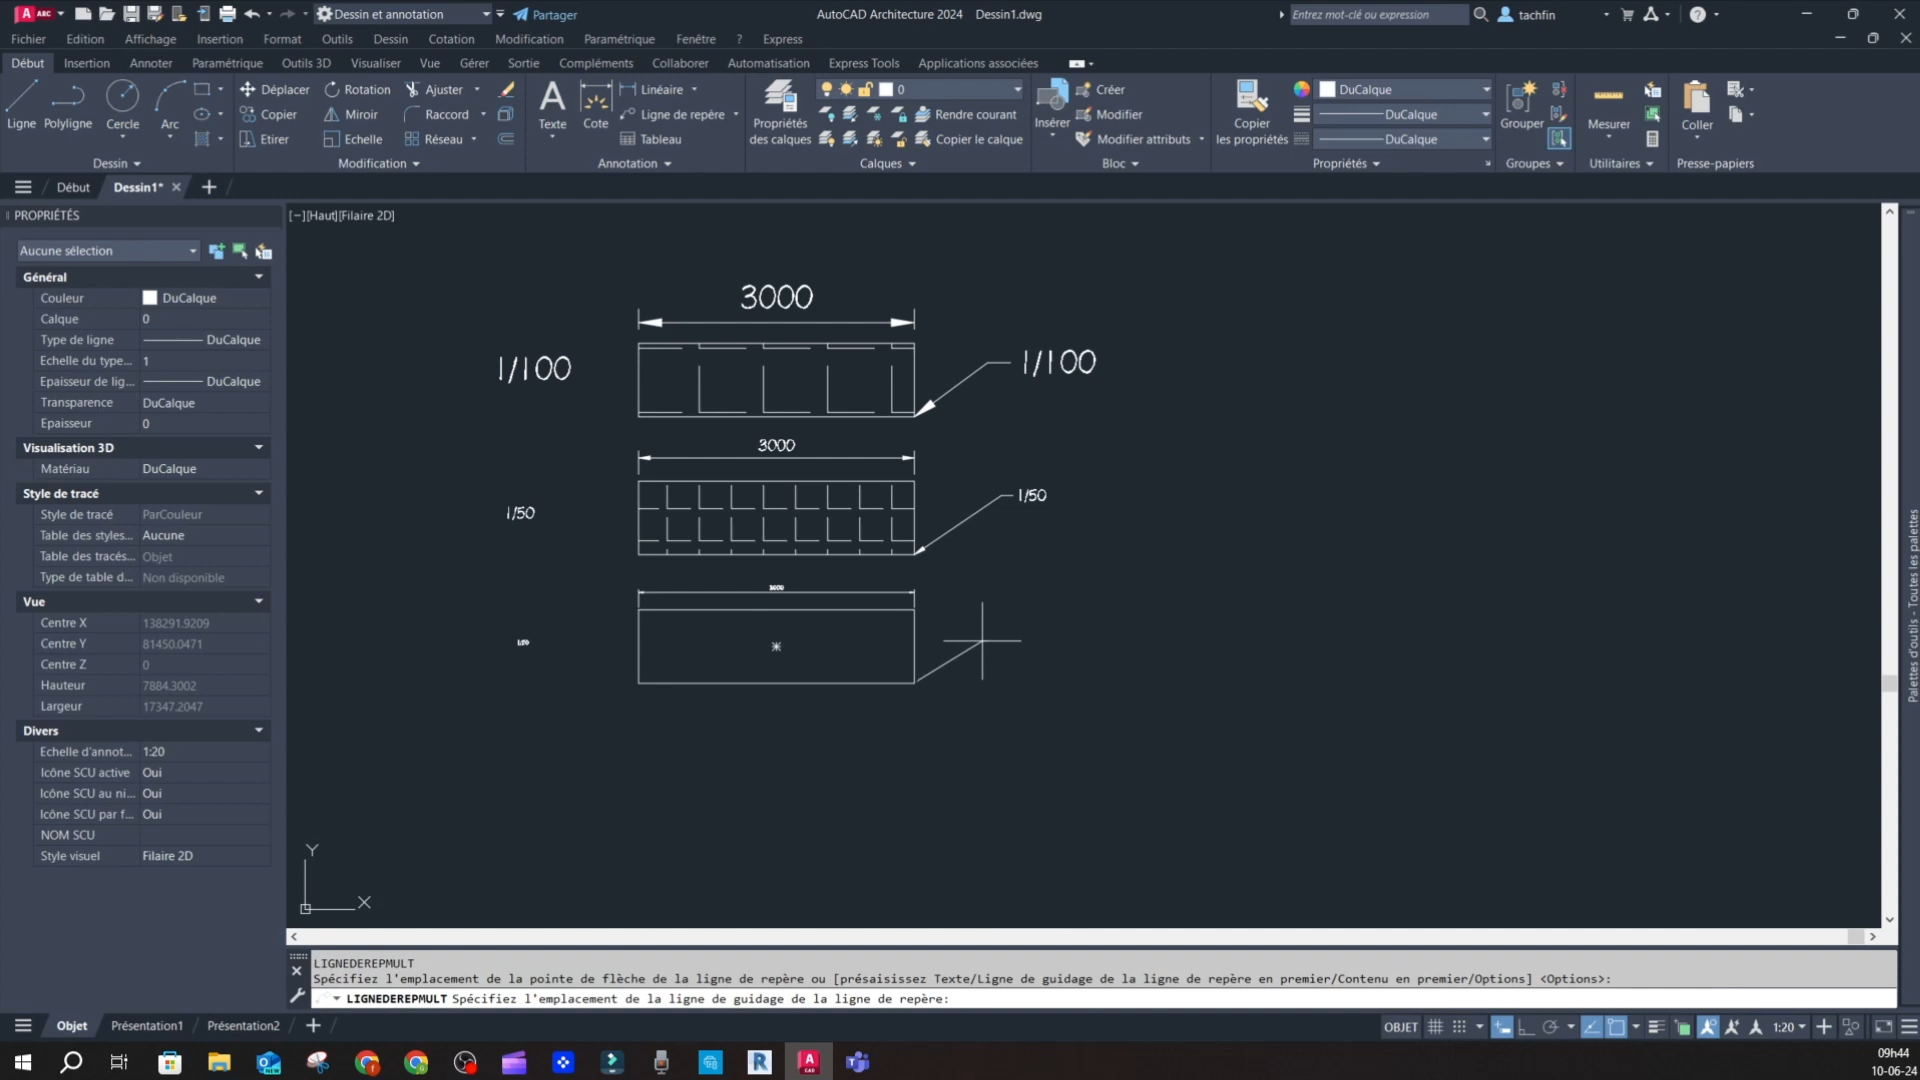 ABC
Dessin et annotation
Partager
AutoCAD Architecture 2024 Dessin1.dwg
Entrez mot-clé ou expression
tachfin
Fichier Edition Affichage Insertion Format Outils Dessin Cotation Modification Paramétrique Fenêtre ? Express
Début Insertion Annoter Paramétrique Outils 3D Visualiser Vue Gérer Sortie Compléments Collaborer Automatisation Express Tools Applications associées
Ligne Polyligne Cercle Arc
Dessin
Déplacer Rotation Ajuster
Copier Miroir Raccord
Etirer Echelle Réseau
Modification
Texte Cote
Linéaire
Ligne de repère
Tableau
Annotation
Propriétés
des calques
0
Rendre courant
Copier le calque
Calques
Insérer
Créer
Modifier
Modifier attributs
Bloc
Copier
les propriétés
DuCalque
DuCalque
DuCalque
Propriétés
Grouper
Groupes
Mesurer
Utilitaires
Coller
Presse-papiers
Début Dessin1*
PROPRIÉTÉS
Aucune sélection
Général
Couleur DuCalque
Calque 0
Type de ligne DuCalque
Echelle du type... 1
Epaisseur de lig... DuCalque
Transparence DuCalque
Epaisseur 0
Visualisation 3D
Matériau DuCalque
Style de tracé
Style de tracé ParCouleur
Table des styles... Aucune
Table des tracés... Objet
Type de table d... Non disponible
Vue
Centre X 138291.9209
Centre Y 81450.0471
Centre Z 0
Hauteur 7884.3002
Largeur 17347.2047
Divers
Echelle d'annot... 1:20
Icône SCU active Oui
Icône SCU au ni... Oui
Icône SCU par f... Oui
NOM SCU
Style visuel Filaire 2D
[−][Haut][Filaire 2D]
3000
1/100 1/100
3000
1/50 1/50
3000
Y
X
Palettes d'outils - Toutes les palettes
LIGNEDEREPMULT
Spécifiez l'emplacement de la pointe de flèche de la ligne de repère ou [présaisissez Texte/Ligne de guidage de la ligne de repère en premier/Contenu en premier/Options] <Options>:
LIGNEDEREPMULT Spécifiez l'emplacement de la ligne de guidage de la ligne de repère:
Objet Présentation1 Présentation2
OBJET
1:20
09h44
10-06-24